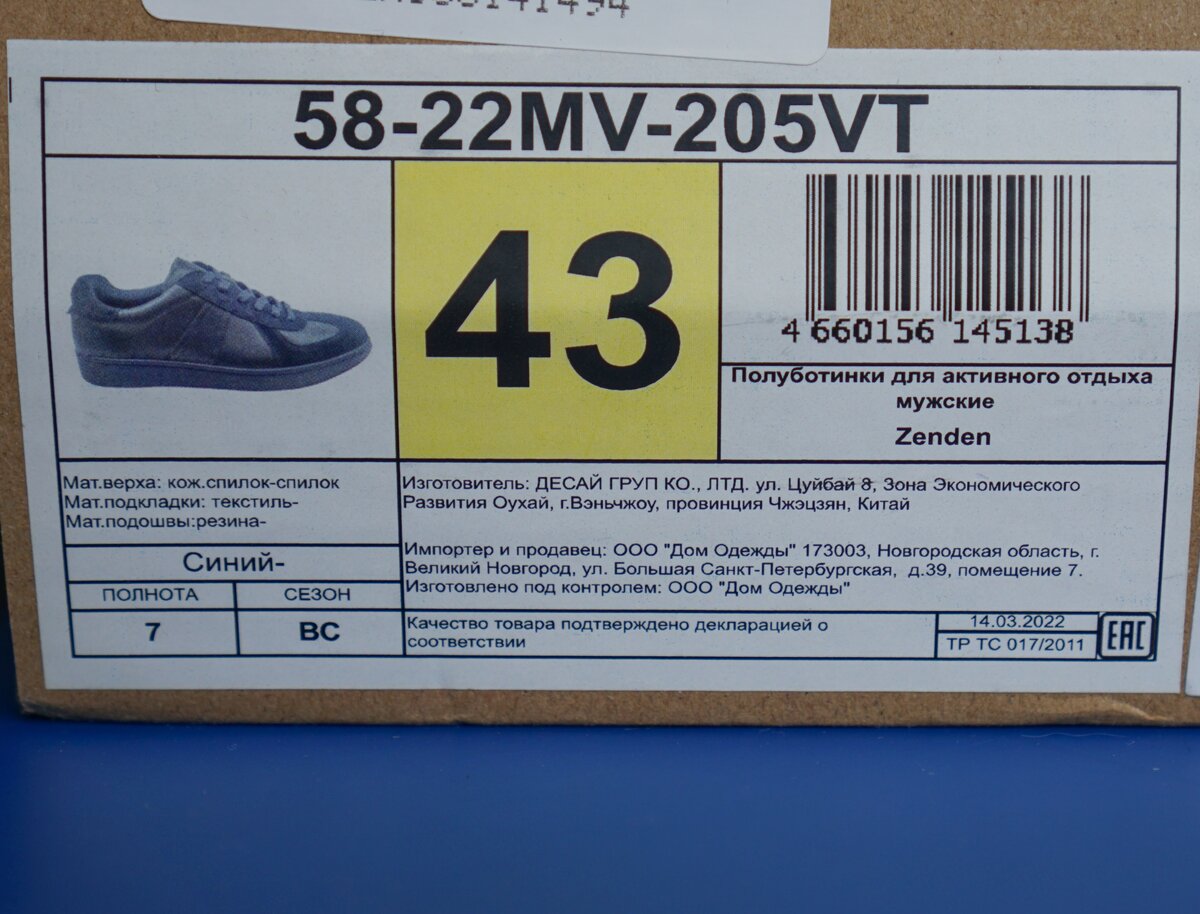 58-22MV-205VT
43
4 660156 145138
Полуботинки для активного отдыха
мужские
Zenden
Мат.верха: кож.спилок-спилок
Мат.подкладки: текстиль-
Мат.подошвы:резина-
Синий-
ПОЛНОТА СЕЗОН
7 ВС
Изготовитель: ДЕСАЙ ГРУП КО., ЛТД. ул. Цуйбай 8, Зона Экономического
Развития Оухай, г.Вэньчжоу, провинция Чжэцзян, Китай
Импортер и продавец: ООО "Дом Одежды" 173003, Новгородская область, г.
Великий Новгород, ул. Большая Санкт-Петербургская, д.39, помещение 7.
Изготовлено под контролем: ООО "Дом Одежды"
Качество товара подтверждено декларацией о
соответствии
14.03.2022
ТР ТС 017/2011
EAC